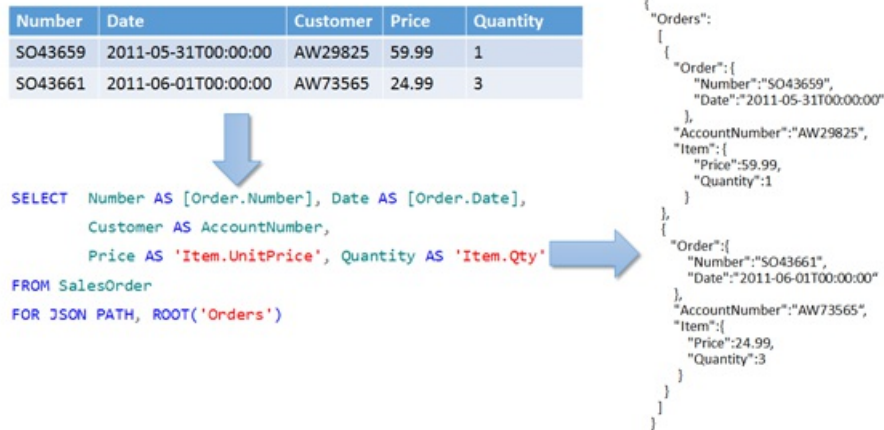 Number Date Customer Price Quantity
SO43659 2011-05-31T00:00:00 AW29825 59.99 1
SO43661 2011-06-01T00:00:00 AW73565 24.99 3
SELECT Number AS [Order.Number], Date AS [Order.Date],
Customer AS AccountNumber,
Price AS 'Item.UnitPrice', Quantity AS 'Item.Qty'
FROM SalesOrder
FOR JSON PATH, ROOT('Orders')
{
"Orders":
[
{
"Order":{
"Number":"SO43659",
"Date":"2011-05-31T00:00:00"
},
"AccountNumber":"AW29825",
"Item":{
"Price":59.99,
"Quantity":1
}
},
{
"Order":{
"Number":"SO43661",
"Date":"2011-06-01T00:00:00"
},
"AccountNumber":"AW73565",
"Item":{
"Price":24.99,
"Quantity":3
}
}
]
}